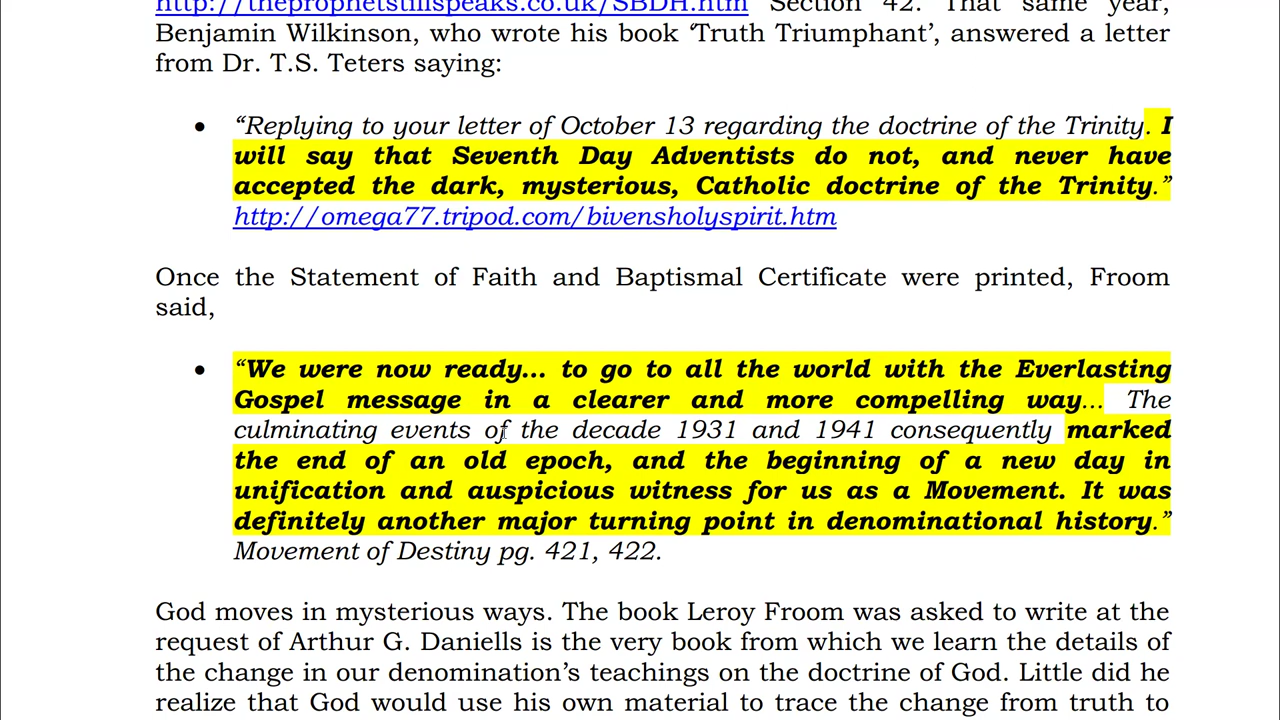 http://theprophetstillspeaks.co.uk/SBDH.htm Section 42. That same year,
Benjamin Wilkinson, who wrote his book ‘Truth Triumphant’, answered a letter
from Dr. T.S. Teters saying:
• “Replying to your letter of October 13 regarding the doctrine of the Trinity. I
will say that Seventh Day Adventists do not, and never have
accepted the dark, mysterious, Catholic doctrine of the Trinity.”
http://omega77.tripod.com/bivensholyspirit.htm
Once the Statement of Faith and Baptismal Certificate were printed, Froom
said,
• “We were now ready... to go to all the world with the Everlasting
Gospel message in a clearer and more compelling way... The
culminating events of the decade 1931 and 1941 consequently marked
the end of an old epoch, and the beginning of a new day in
unification and auspicious witness for us as a Movement. It was
definitely another major turning point in denominational history.”
Movement of Destiny pg. 421, 422.
God moves in mysterious ways. The book Leroy Froom was asked to write at the
request of Arthur G. Daniells is the very book from which we learn the details of
the change in our denomination’s teachings on the doctrine of God. Little did he
realize that God would use his own material to trace the change from truth to